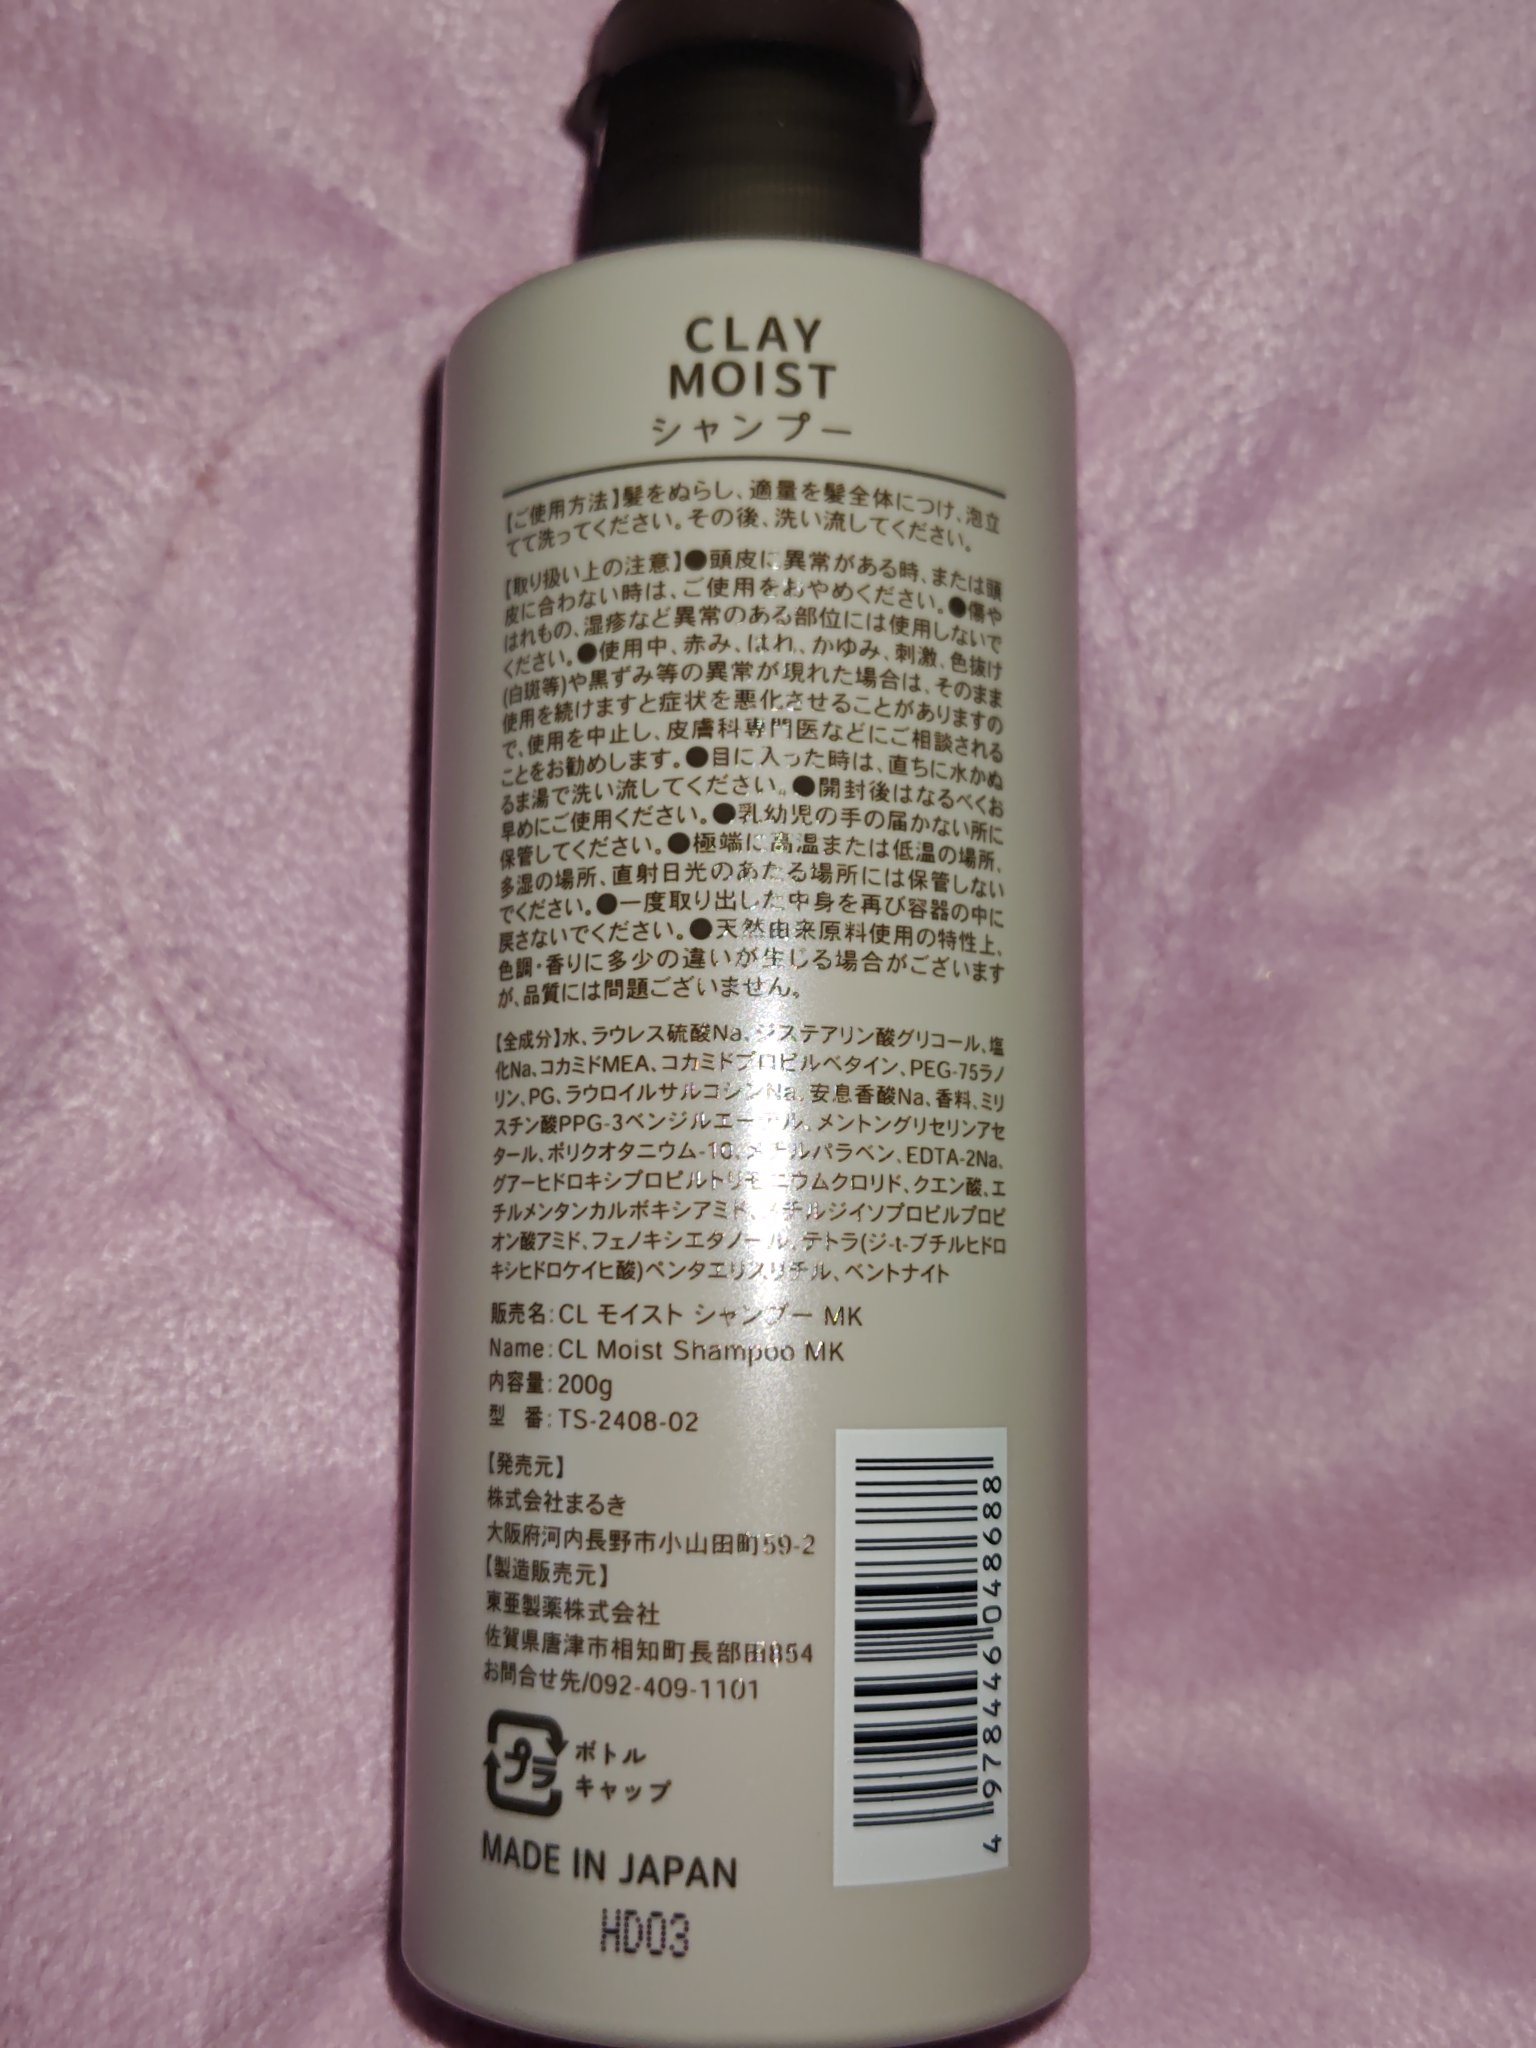 CLAY
MOIST
シャンプー
【ご使用方法】髪をぬらし、適量を髪全体につけ、泡立
てて洗ってください。その後、洗い流してください。
【取り扱い上の注意】●頭皮に異常がある時、または頭
皮に合わない時は、ご使用をおやめください。●傷や
はれもの、湿疹など異常のある部位には使用しないで
ください。●使用中、赤み、はれ、かゆみ、刺激、色抜け
(白斑等)や黒ずみ等の異常が現れた場合は、そのまま
使用を続けますと症状を悪化させることがありますの
で、使用を中止し、皮膚科専門医などにご相談される
ことをお勧めします。●目に入った時は、直ちに水かぬ
るま湯で洗い流してください。●開封後はなるべくお
早めにご使用ください。●乳幼児の手の届かない所に
保管してください。●極端に高温または低温の場所、
多湿の場所、直射日光のあたる場所には保管しない
でください。●一度取り出した中身を再び容器の中に
戻さないでください。●天然由来原料使用の特性上、
色調・香りに多少の違いが生じる場合がございます
が、品質には問題ございません。
【全成分】水、ラウレス硫酸Na、ジステアリン酸グリコール、塩
化Na、コカミドMEA、コカミドプロピルベタイン、PEG-75ラノ
リン、PG、ラウロイルサルコシンNa、安息香酸Na、香料、ミリ
スチン酸PPG-3ベンジルエーテル、メントングリセリンアセ
タール、ポリクオタニウム-10、メチルパラベン、EDTA-2Na、
グアーヒドロキシプロピルトリモニウムクロリド、クエン酸、エ
チルメンタンカルボキシアミド、メチルジイソプロピルプロピ
オン酸アミド、フェノキシエタノール、テトラ(ジ-t-ブチルヒドロ
キシヒドロケイヒ酸)ペンタエリスリチル、ベントナイト
販売名：CL モイスト シャンプー MK
Name：CL Moist Shampoo MK
内容量：200g
型　番：TS-2408-02
【発売元】
株式会社まるき
大阪府河内長野市小山田町59-2
【製造販売元】
東亜製薬株式会社
佐賀県唐津市相知町長部田854
お問合せ先/092-409-1101
プラ
ボトル
キャップ
MADE IN JAPAN
HD03
4 978446 048688